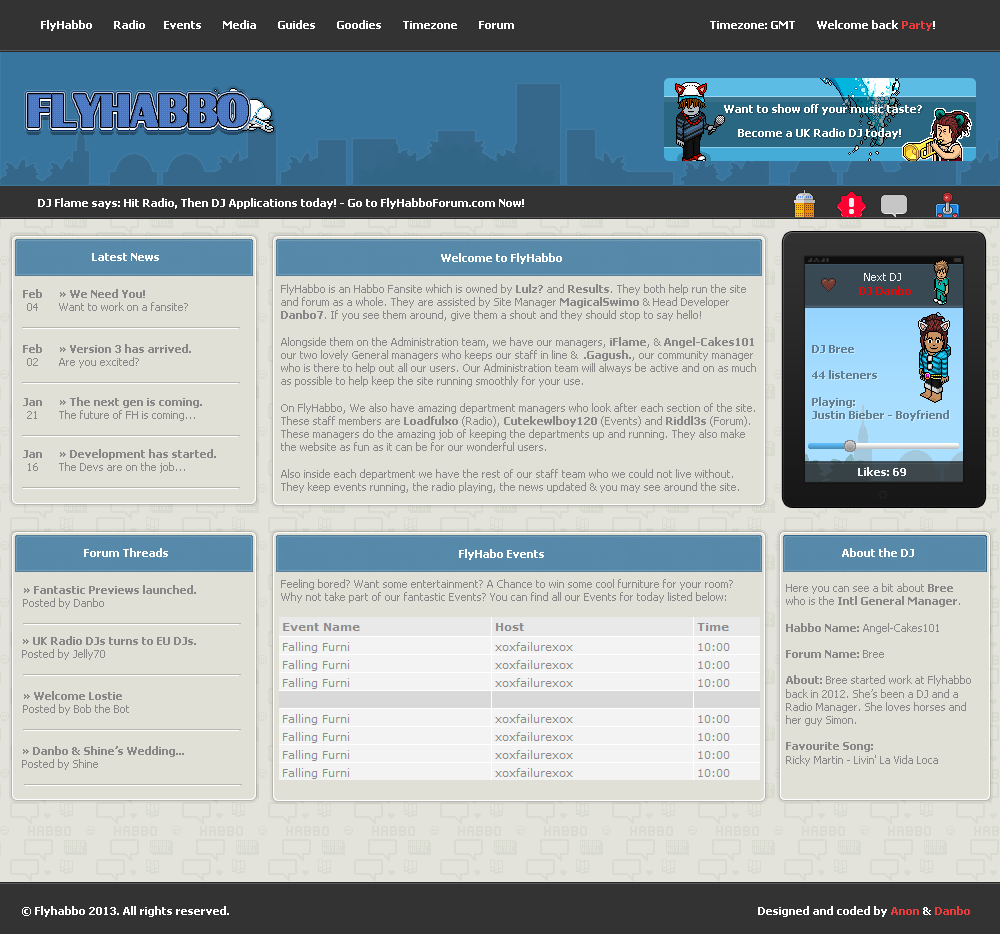 FlyHabbo Radio Events Media Guides Goodies Timezone Forum Timezone: GMT Welcome back Party!
FLYHABBO
Want to show off your music taste?
Become a UK Radio DJ today!
DJ Flame says: Hit Radio, Then DJ Applications today! - Go to FlyHabboForum.com Now!
Latest News
Feb » We Need You!
04 Want to work on a fansite?
Feb » Version 3 has arrived.
02 Are you excited?
Jan » The next gen is coming.
21 The future of FH is coming...
Jan » Development has started.
16 The Devs are on the job...
Welcome to FlyHabbo
FlyHabbo is an Habbo Fansite which is owned by Lulz? and Results. They both help run the site
and forum as a whole. They are assisted by Site Manager MagicalSwimo & Head Developer
Danbo7. If you see them around, give them a shout and they should stop to say hello!
Alongside them on the Administration team, we have our managers, iFlame, & Angel-Cakes101
our two lovely General managers who keeps our staff in line & .Gagush., our community manager
who is there to help out all our users. Our Administration team will always be active and on as much
as possible to help keep the site running smoothly for your use.
On FlyHabbo, We also have amazing department managers who look after each section of the site.
These staff members are Loadfulxo (Radio), Cutekewlboy120 (Events) and Riddl3s (Forum).
These managers do the amazing job of keeping the departments up and running. They also make
the website as fun as it can be for our wonderful users.
Also inside each department we have the rest of our staff team who we could not live without.
They keep events running, the radio playing, the news updated & you may see around the site.
Next DJ
DJ Danbo
DJ Bree
44 listeners
Playing:
Justin Bieber - Boyfriend
Likes: 69
Forum Threads
» Fantastic Previews launched.
Posted by Danbo
» UK Radio DJs turns to EU DJs.
Posted by Jelly70
» Welcome Lostie
Posted by Bob the Bot
» Danbo & Shine's Wedding...
Posted by Shine
FlyHabo Events
Feeling bored? Want some entertainment? A Chance to win some cool furniture for your room?
Why not take part of our fantastic Events? You can find all our Events for today listed below:
Event Name Host Time
Falling Furni xoxfailurexox 10:00
Falling Furni xoxfailurexox 10:00
Falling Furni xoxfailurexox 10:00
Falling Furni xoxfailurexox 10:00
Falling Furni xoxfailurexox 10:00
Falling Furni xoxfailurexox 10:00
Falling Furni xoxfailurexox 10:00
About the DJ
Here you can see a bit about Bree
who is the Intl General Manager.
Habbo Name: Angel-Cakes101
Forum Name: Bree
About: Bree started work at Flyhabbo
back in 2012. She's been a DJ and a
Radio Manager. She loves horses and
her guy Simon.
Favourite Song:
Ricky Martin - Livin' La Vida Loca
HABBO HABBO HABBO HABBO HABBO HABBO
© Flyhabbo 2013. All rights reserved.
Designed and coded by Anon & Danbo